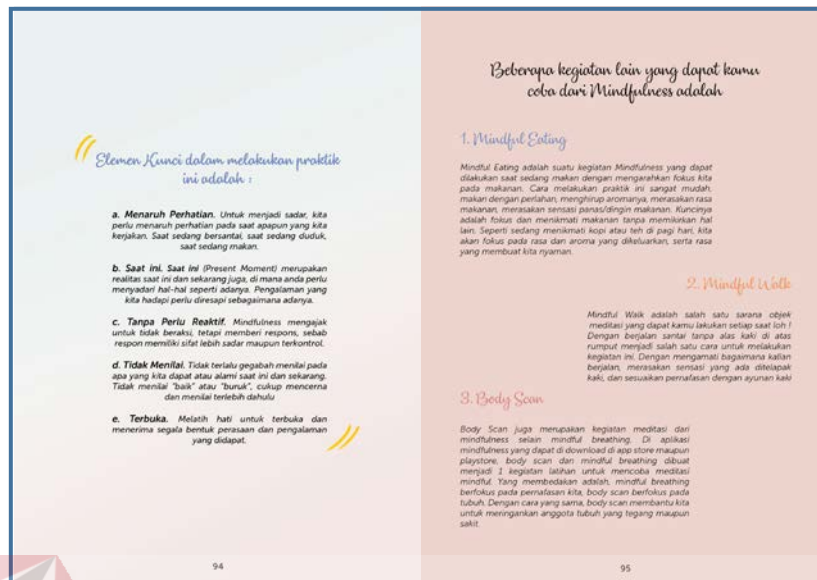 Elemen Kunci dalam melakukan praktik
ini adalah :
a. Menaruh Perhatian. Untuk menjadi sadar, kita
perlu menaruh perhatian pada saat apapun yang kita
kerjakan. Saat sedang bersantai, saat sedang duduk,
saat sedang makan.
b. Saat ini. Saat ini (Present Moment) merupakan
realitas saat ini dan sekarang juga, di mana anda perlu
menyadari hal-hal seperti adanya. Pengalaman yang
kita hadapi perlu diresapi sebagaimana adanya.
c. Tanpa Perlu Reaktif. Mindfulness mengajak
untuk tidak beraksi, tetapi memberi respons, sebab
respon memiliki sifat lebih sadar maupun terkontrol.
d. Tidak Menilai. Tidak terlalu gegabah menilai pada
apa yang kita dapat atau alami saat ini dan sekarang.
Tidak menilai "baik" atau "buruk", cukup mencerna
dan menilai terlebih dahulu
e. Terbuka. Melatih hati untuk terbuka dan
menerima segala bentuk perasaan dan pengalaman
yang didapat.
94
Beberapa kegiatan lain yang dapat kamu
coba dari Mindfulness adalah
1. Mindful Eating
Mindful Eating adalah suatu kegiatan Mindfulness yang dapat
dilakukan saat sedang makan dengan mengarahkan fokus kita
pada makanan. Cara melakukan praktik ini sangat mudah,
makan dengan perlahan, menghirup aromanya, merasakan rasa
makanan, merasakan sensasi panas/dingin makanan. Kuncinya
adalah fokus dan menikmati makanan tanpa memikirkan hal
lain. Seperti sedang menikmati kopi atau teh di pagi hari, kita
akan fokus pada rasa dan aroma yang dikeluarkan, serta rasa
yang membuat kita nyaman.
2. Mindful Walk
Mindful Walk adalah salah satu sarana objek
meditasi yang dapat kamu lakukan setiap saat loh !
Dengan berjalan santai tanpa alas kaki di atas
rumput menjadi salah satu cara untuk melakukan
kegiatan ini. Dengan mengamati bagaimana kalian
berjalan, merasakan sensasi yang ada ditelapak
kaki, dan sesuaikan pernafasan dengan ayunan kaki
3. Body Scan
Body Scan juga merupakan kegiatan meditasi dari
mindfulness selain mindful breathing. Di aplikasi
mindfulness yang dapat di download di app store maupun
playstore, body scan dan mindful breathing dibuat
menjadi 1 kegiatan latihan untuk mencoba meditasi
mindful. Yang membedakan adalah, mindful breathing
berfokus pada pernafasan kita, body scan berfokus pada
tubuh. Dengan cara yang sama, body scan membantu kita
untuk meringankan anggota tubuh yang tegang maupun
sakit.
95